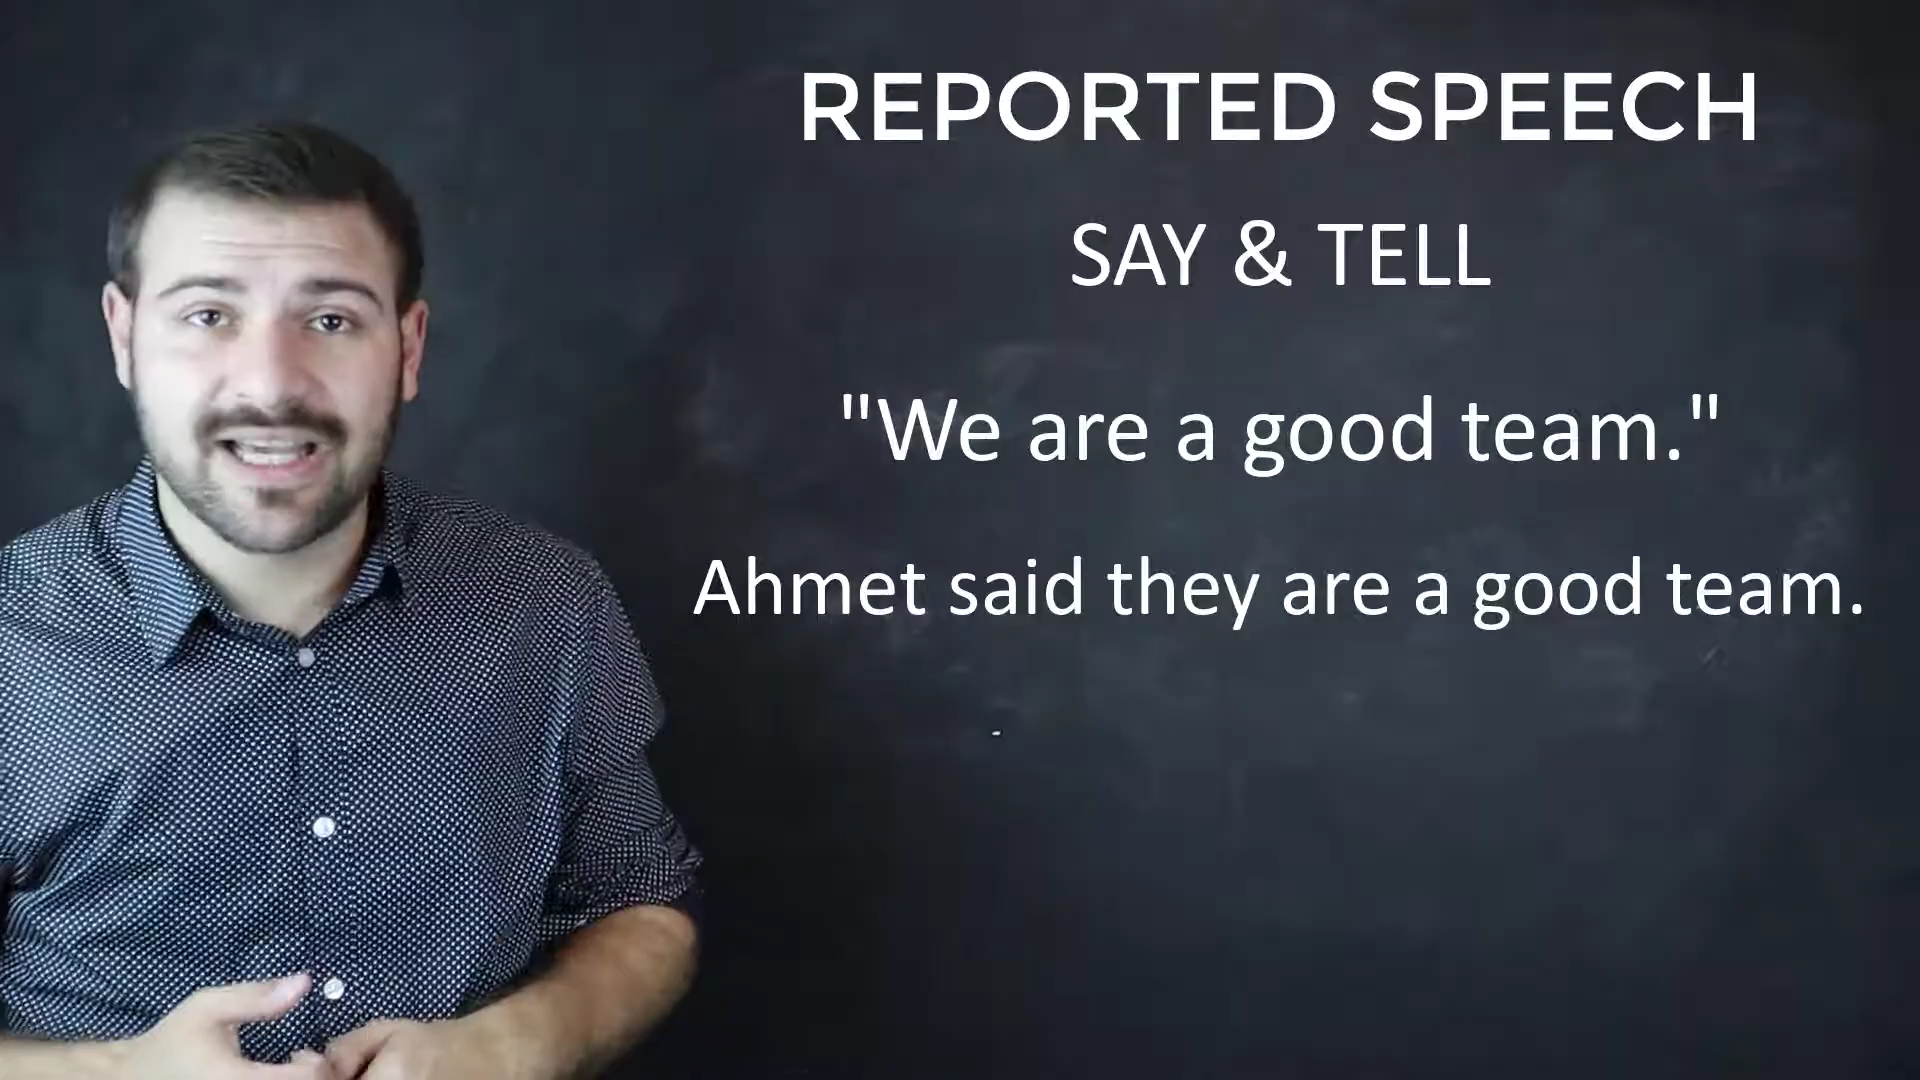 REPORTED SPEECH
SAY & TELL
"We are a good team."
Ahmet said they are a good team.